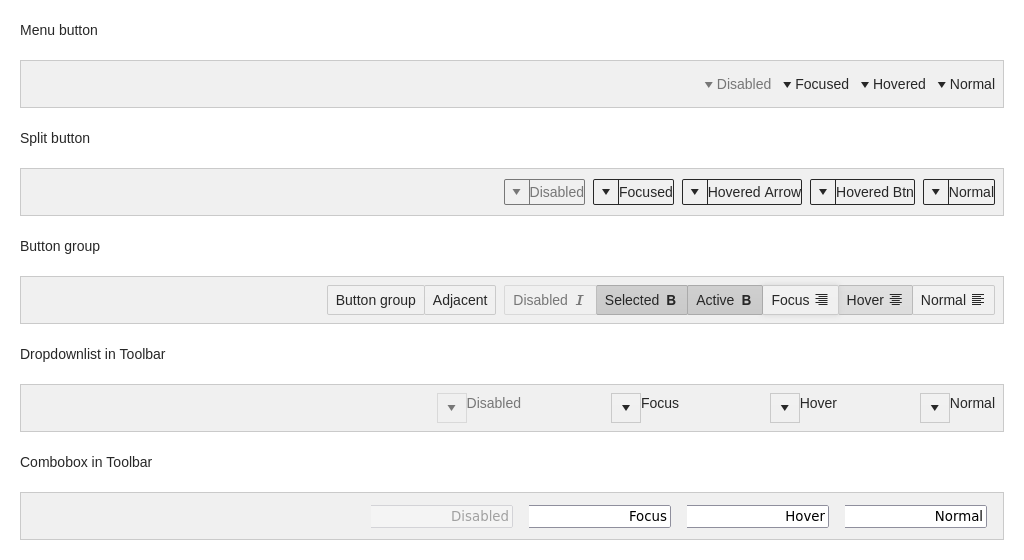 Menu button
Disabled Focused Hovered Normal
Split button
Disabled Focused Hovered Arrow Hovered Btn Normal
Button group
Button group Adjacent Disabled I Selected B Active B Focus Hover Normal
Dropdownlist in Toolbar
Disabled Focus Hover Normal
Combobox in Toolbar
Disabled Focus Hover Normal